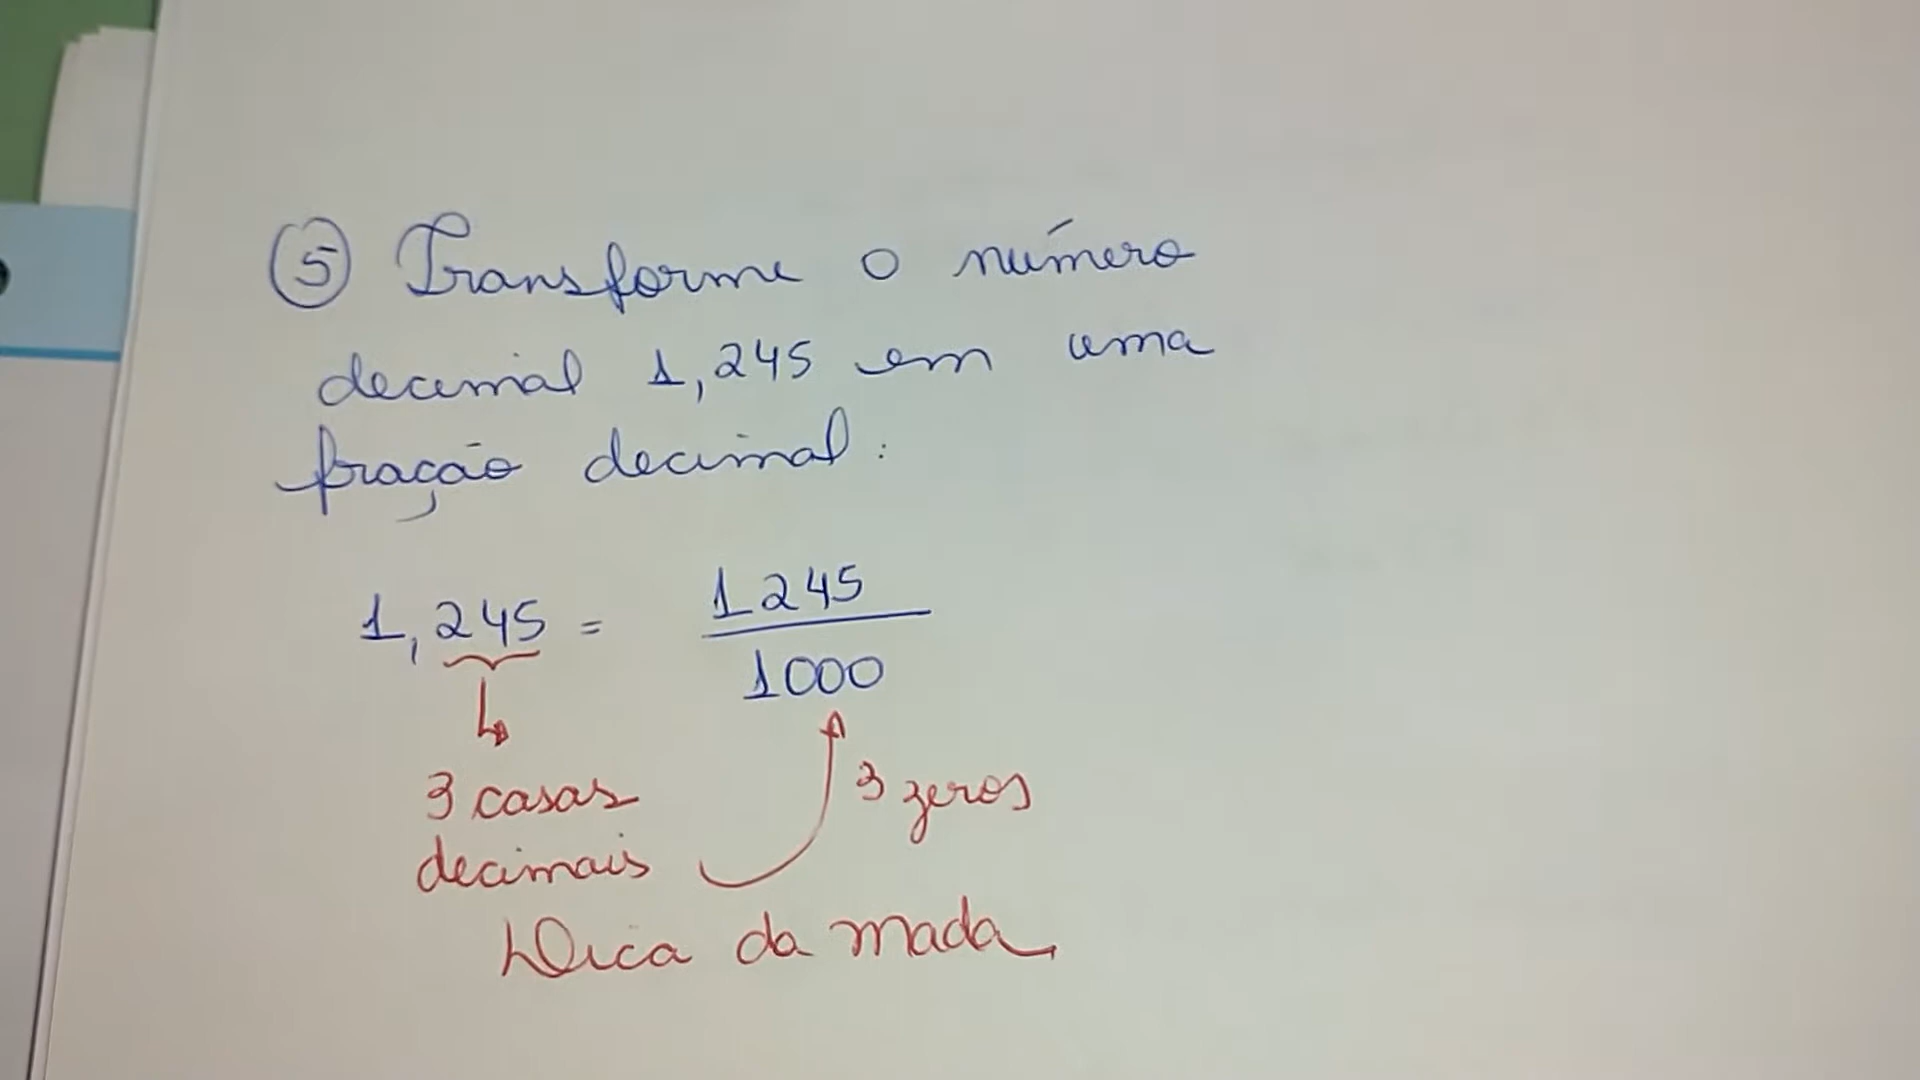 ⑤ Transforme o número
decimal 1,245 em uma
fração decimal:
1,245 = 1245
1000
3 casas
decimais
3 zeros
Dica da mada